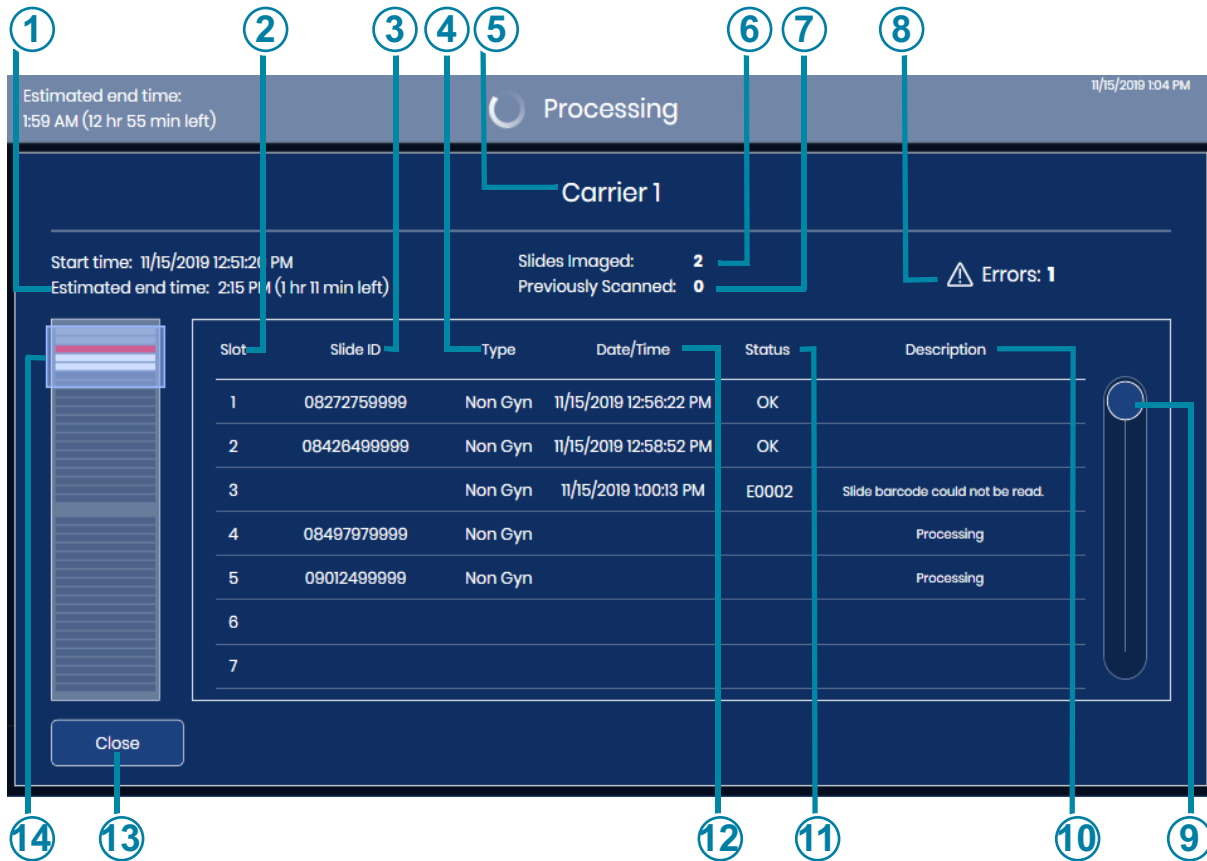 1 2 3 4 5 6 7 8
Estimated end time:
1:59 AM (12 hr 55 min left)
Processing
11/15/2019 1:04 PM
Carrier 1
Start time: 11/15/2019 12:51:20 PM
Estimated end time: 2:15 PM (1 hr 11 min left)
Slides Imaged: 2
Previously Scanned: 0
Errors: 1
Slot Slide ID Type Date/Time Status Description
1 08272759999 Non Gyn 11/15/2019 12:56:22 PM OK
2 08426499999 Non Gyn 11/15/2019 12:58:52 PM OK
3 Non Gyn 11/15/2019 1:00:13 PM E0002 Slide barcode could not be read.
4 08497979999 Non Gyn Processing
5 09012499999 Non Gyn Processing
6
7
Close
14 13 12 11 10 9